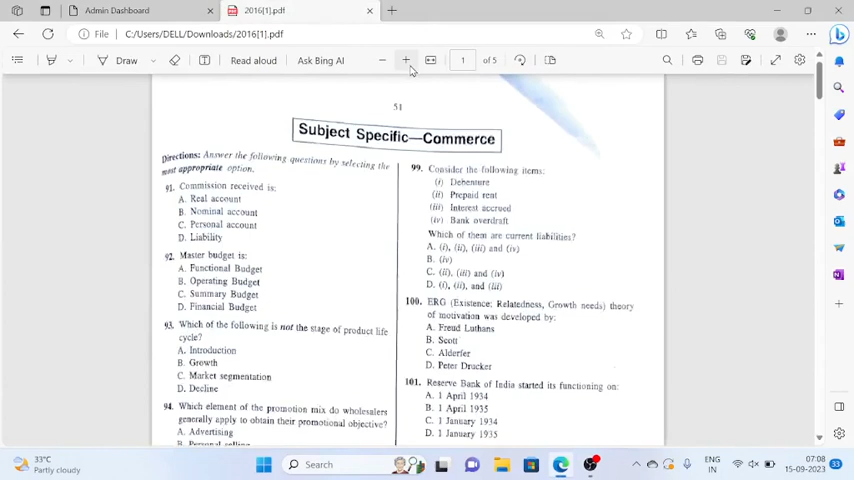 Admin Dashboard
2016[1].pdf
File
C:/Users/DELL/Downloads/2016[1].pdf
Draw
Read aloud
Ask Bing AI
1
of 5
51
Subject Specific—Commerce
Directions: Answer the following questions by selecting the
most appropriate option.
91. Commission received is:
A. Real account
B. Nominal account
C. Personal account
D. Liability
92. Master budget is:
A. Functional Budget
B. Operating Budget
C. Summary Budget
D. Financial Budget
93. Which of the following is not the stage of product life
cycle?
A. Introduction
B. Growth
C. Market segmentation
D. Decline
94. Which element of the promotion mix do wholesalers
generally apply to obtain their promotional objective?
A. Advertising
B. Personal selling
99. Consider the following items:
(i) Debenture
(ii) Prepaid rent
(iii) Interest accrued
(iv) Bank overdraft
Which of them are current liabilities?
A. (i), (ii), (iii) and (iv)
B. (iv)
C. (ii), (iii) and (iv)
D. (i), (ii), and (iii)
100. ERG (Existence; Relatedness, Growth needs) theory
of motivation was developed by:
A. Freud Luthans
B. Scott
C. Alderfer
D. Peter Drucker
101. Reserve Bank of India started its functioning on:
A. 1 April 1934
B. 1 April 1935
C. 1 January 1934
D. 1 January 1935
33°C
Partly cloudy
Search
ENG
IN
07:08
15-09-2023
33